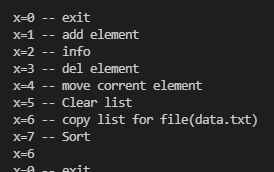 x=0 -- exit
x=1 -- add element
x=2 -- info
x=3 -- del element
x=4 -- move corrent element
x=5 -- Clear list
x=6 -- copy list for file(data.txt)
x=7 -- Sort
x=6
x=0 -- exit